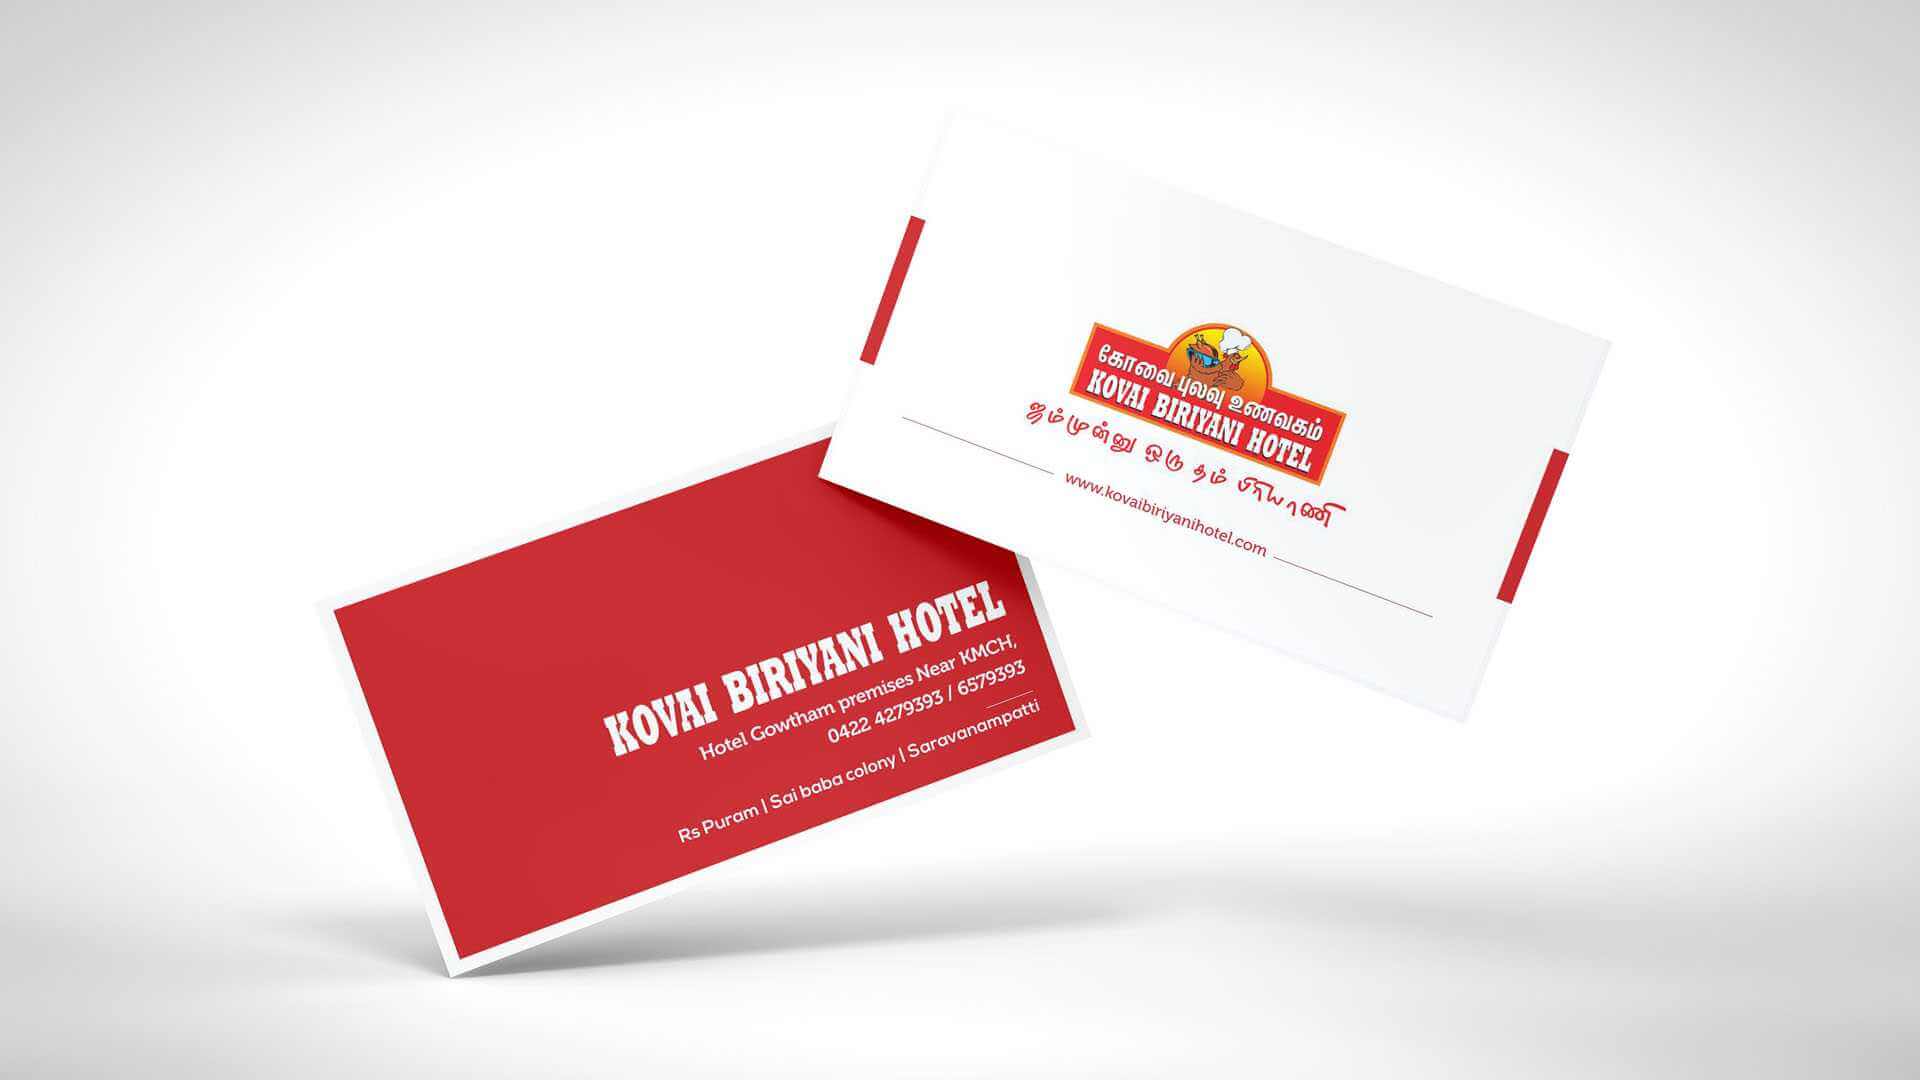 கோவை புலவு உணவகம்
KOVAI BIRIYANI HOTEL
ஜம்முன்னு ஒரு தம் பிரியாணி
www.kovaibiriyanihotel.com
KOVAI BIRIYANI HOTEL
Hotel Gowtham premises Near KMCH,
0422 4279393 / 6579393
Rs Puram | Sai baba colony | Saravanampatti